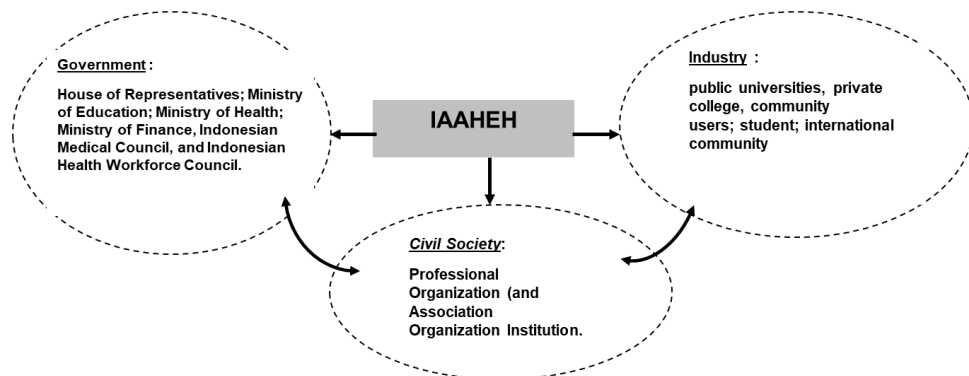 Government :
House of Representatives; Ministry
of Education; Ministry of Health;
Ministry of Finance, Indonesian
Medical Council, and Indonesian
Health Workforce Council.
IAAHEH
Industry :
public universities, private
college, community
users; student; international
community
Civil Society:
Professional
Organization (and
Association
Organization Institution.